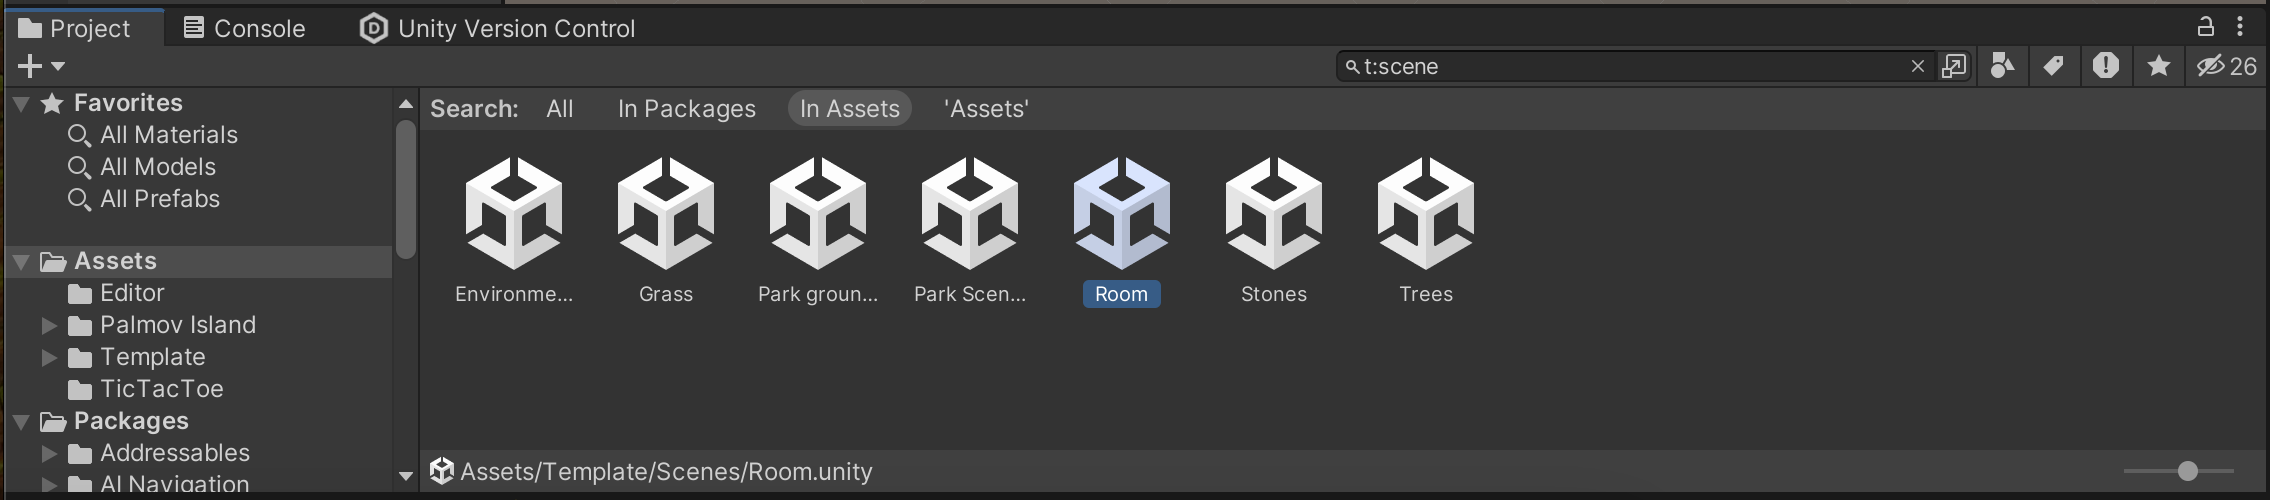 Project Console Unity Version Control
t:scene 26
Favorites
All Materials
All Models
All Prefabs
Assets
Editor
Palmov Island
Template
TicTacToe
Packages
Addressables
AI Navigation
Search: All In Packages In Assets 'Assets'
Environme... Grass Park groun... Park Scen... Room Stones Trees
Assets/Template/Scenes/Room.unity